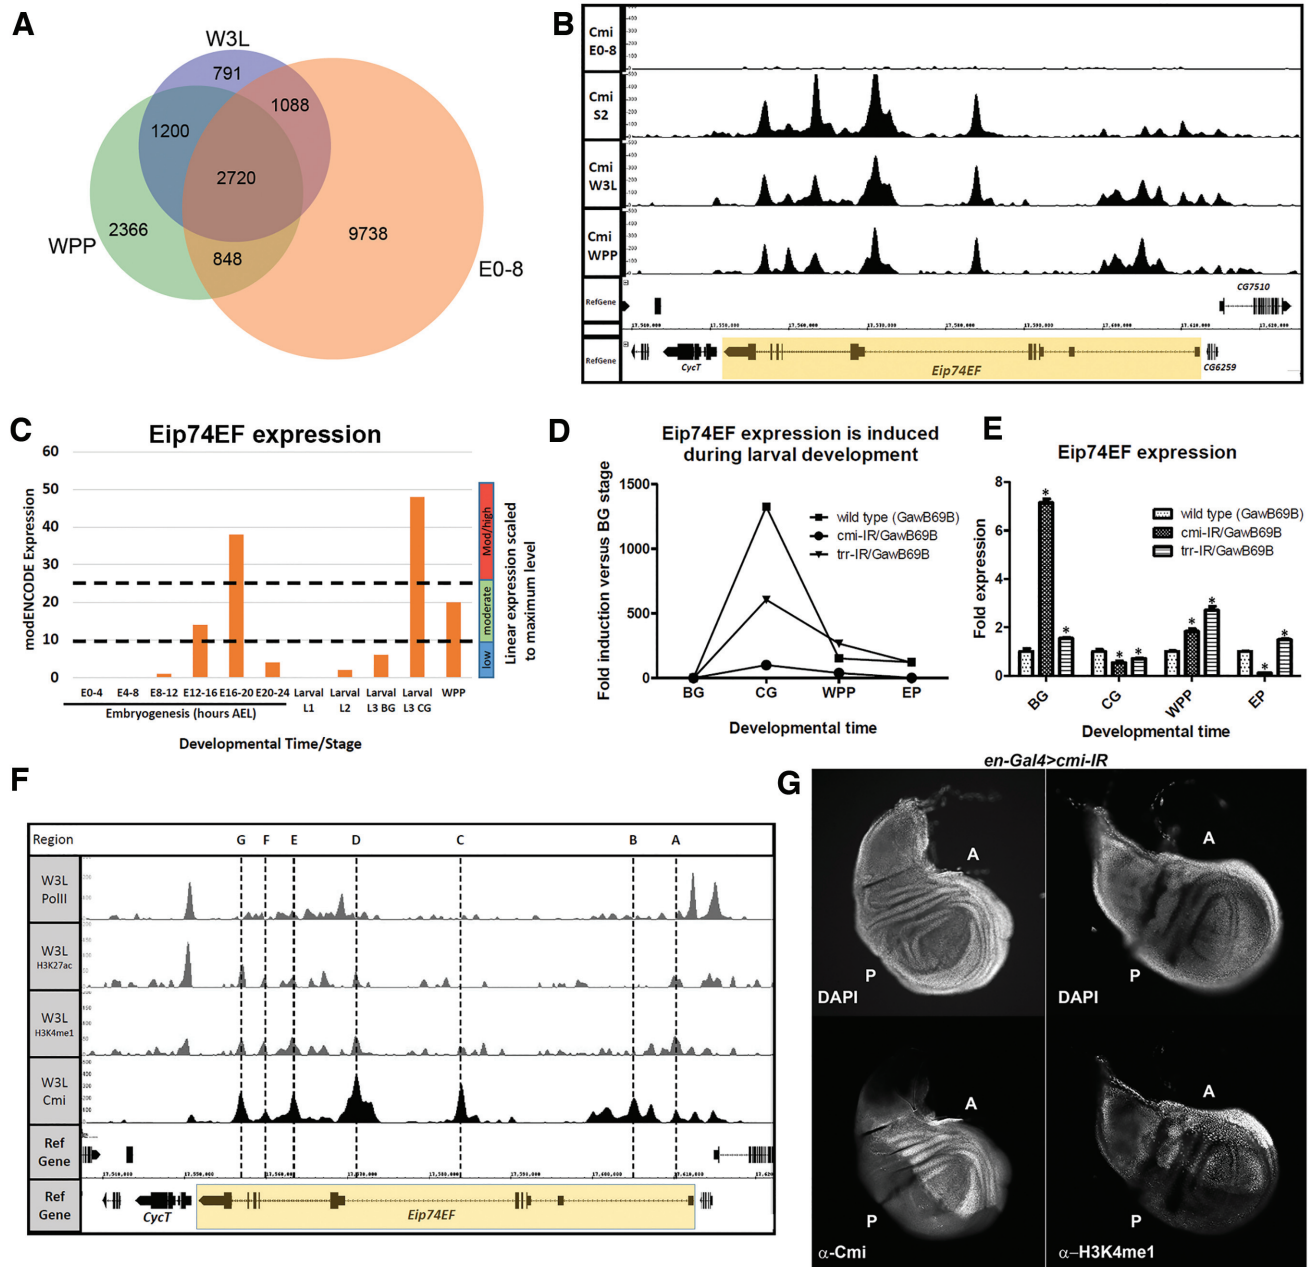 A
W3L
791
1088
1200
2720
2366
WPP
9738
848
E0-8
B
Cmi
E0-8
Cmi
S2
Cmi
W3L
Cmi
WPP
RefGene
CG7510
RefGene
CycT
Eip74EF
CG6259
C
Eip74EF expression
modENCODE Expression
60
50
40
30
20
10
0
E0-4 E4-8 E8-12 E12-16 E16-20 E20-24 Larval Larval Larval Larval WPP
L1 L2 L3 BG L3 CG
Embryogenesis (hours AEL)
Developmental Time/Stage
Mod/high
moderate
low
Linear expression scaled
to maximum level
D
Eip74EF expression is induced
during larval development
Fold induction versus BG stage
1500
1000
500
0
wild type (GawB69B)
cmi-IR/GawB69B
trr-IR/GawB69B
BG CG WPP EP
Developmental time
E
Eip74EF expression
Fold expression
8
6
4
2
0
wild type (GawB69B)
cmi-IR/GawB69B
trr-IR/GawB69B
* * * * * * * *
BG CG WPP EP
Developmental time
F
Region G F E D C B A
W3L
PolII
W3L
H3K27ac
W3L
H3K4me1
W3L
Cmi
Ref
Gene
Ref
Gene
CycT
Eip74EF
G
en-Gal4>cmi-IR
A
P
DAPI
A
P
DAPI
A
P
α-Cmi
A
P
α–H3K4me1